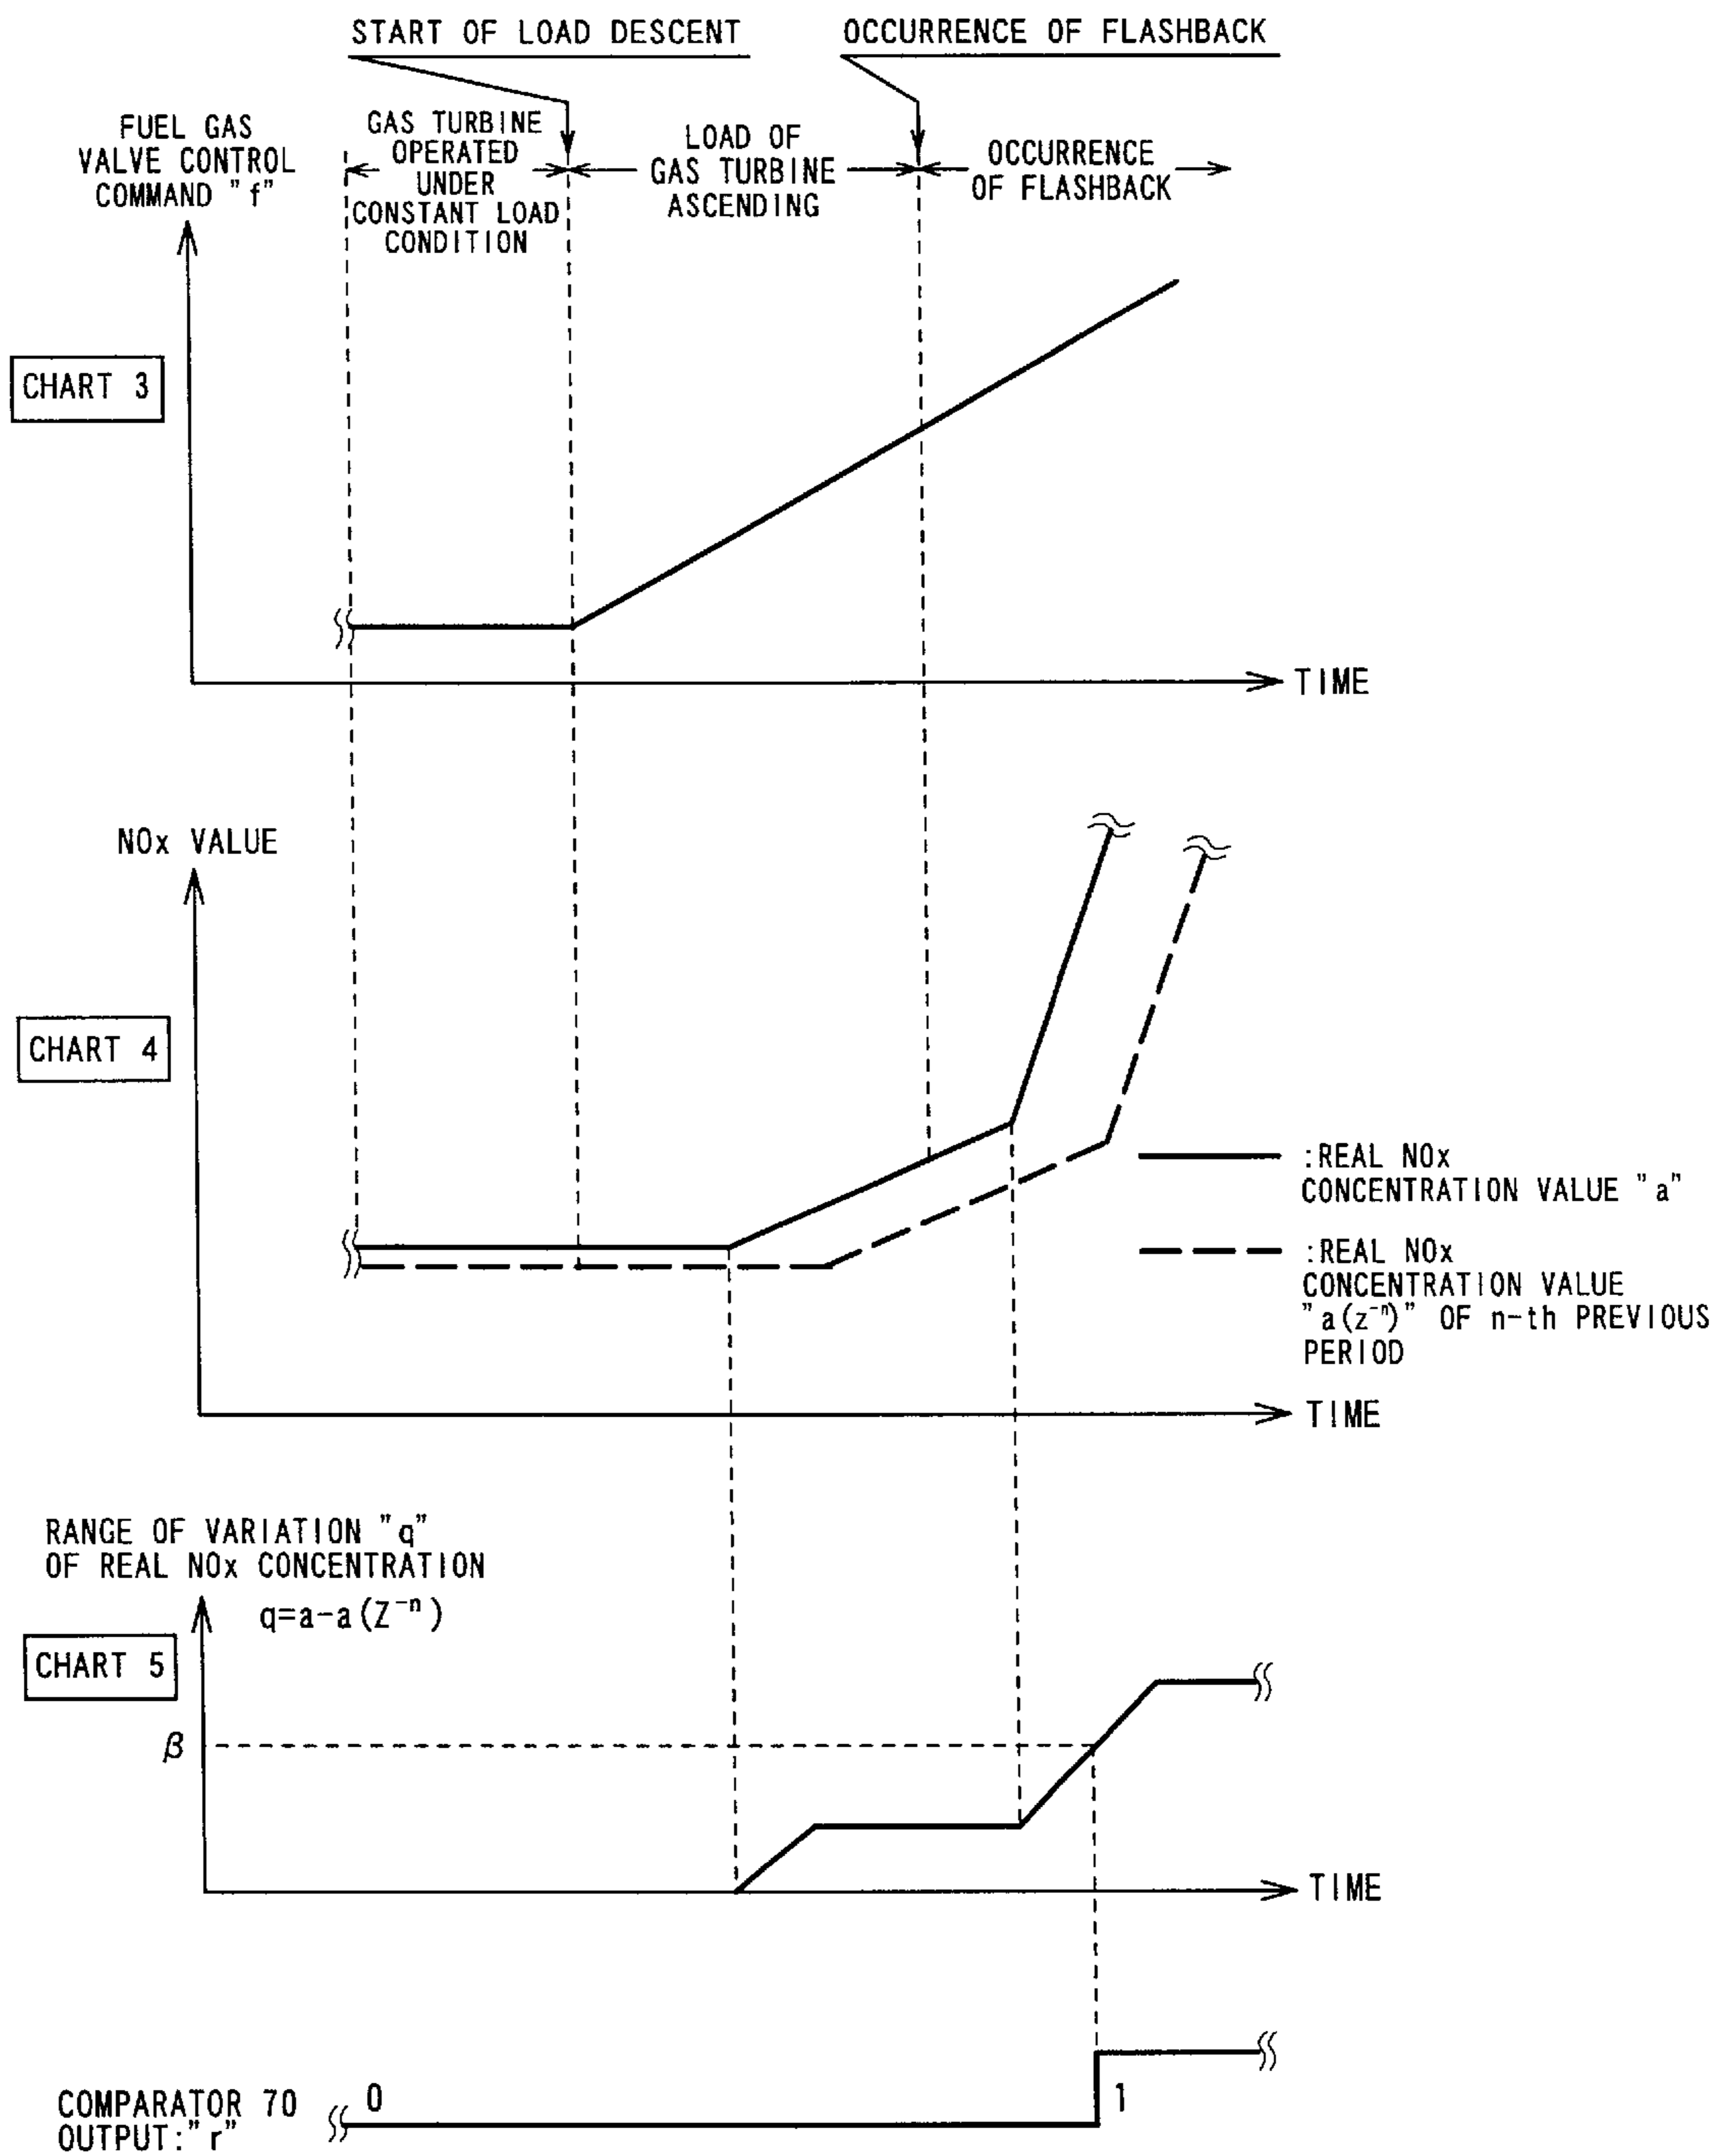 START OF LOAD DESCENT
OCCURRENCE OF FLASHBACK
FUEL GAS
VALVE CONTROL
COMMAND "f"
GAS TURBINE
OPERATED
UNDER
CONSTANT LOAD
CONDITION
LOAD OF
GAS TURBINE
ASCENDING
OCCURRENCE
OF FLASHBACK
CHART 3
TIME
NOx VALUE
CHART 4
:REAL NOx
CONCENTRATION VALUE "a"
:REAL NOx
CONCENTRATION VALUE
"a(z⁻ⁿ)" OF n-th PREVIOUS
PERIOD
TIME
RANGE OF VARIATION "q"
OF REAL NOx CONCENTRATION
q=a-a(Z⁻ⁿ)
CHART 5
β
TIME
COMPARATOR 70
OUTPUT:"r"
0
1